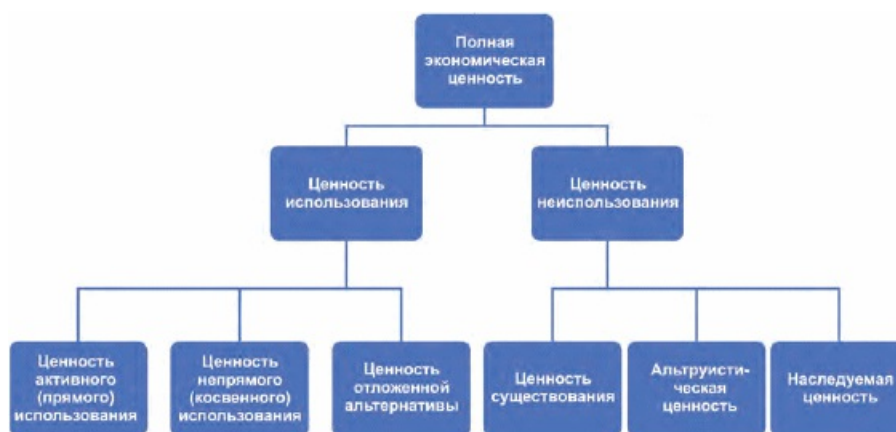 Полная
экономическая
ценность
Ценность
использования
Ценность
неиспользования
Ценность
активного
(прямого)
использования
Ценность
непрямого
(косвенного)
использования
Ценность
отложенной
альтернативы
Ценность
существования
Альтруисти-
ческая
ценность
Наследуемая
ценность